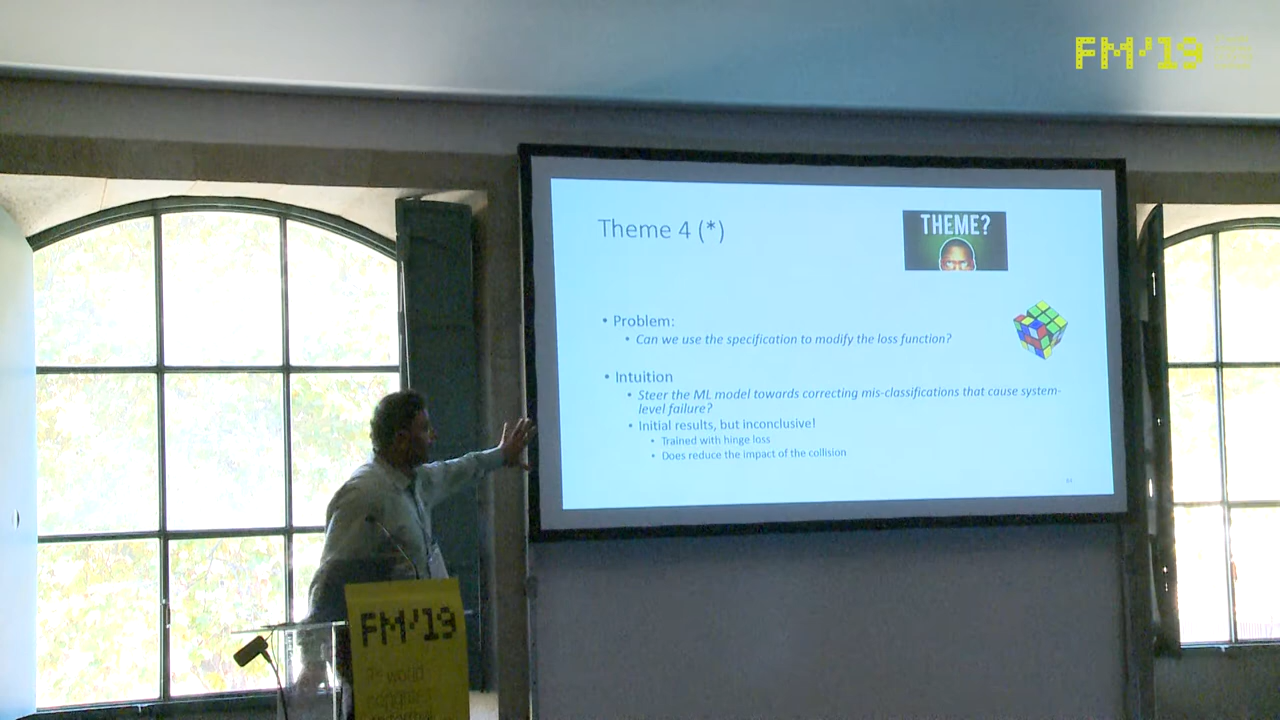 FM'19
Theme 4 (*)
THEME?
• Problem:
• Can we use the specification to modify the loss function?
• Intuition
• Steer the ML model towards correcting mis-classifications that cause system-
level failure?
• Initial results, but inconclusive!
• Trained with hinge loss
• Does reduce the impact of the collision
FM'19
world
congress